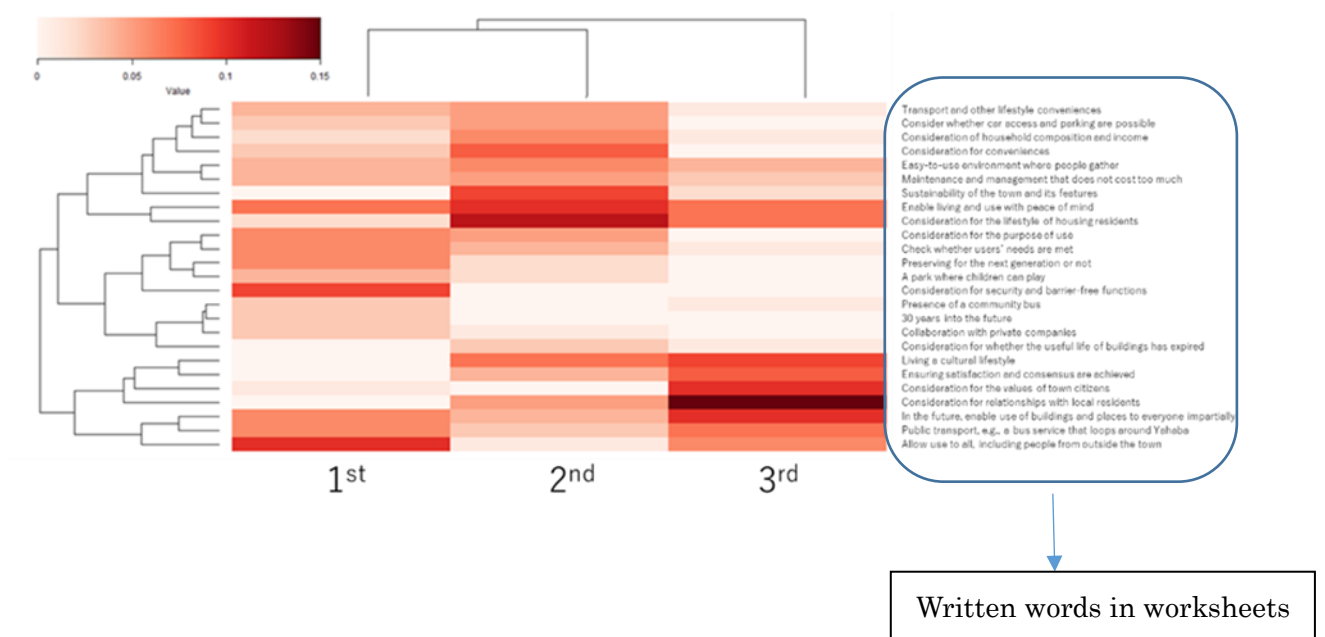 0 0.05 0.1 0.15
Value
Transport and other lifestyle conveniences
Consider whether car access and parking are possible
Consideration of household composition and income
Consideration for conveniences
Easy-to-use environment where people gather
Maintenance and management that does not cost too much
Sustainability of the town and its features
Enable living and use with peace of mind
Consideration for the lifestyle of housing residents
Consideration for the purpose of use
Check whether users' needs are met
Preserving for the next generation or not
A park where children can play
Consideration for security and barrier-free functions
Presence of a community bus
30 years into the future
Collaboration with private companies
Consideration for whether the useful life of buildings has expired
Living a cultural lifestyle
Ensuring satisfaction and consensus are achieved
Consideration for the values of town citizens
Consideration for relationships with local residents
In the future, enable use of buildings and places to everyone impartially
Public transport, e.g., a bus service that loops around Yahaba
Allow use to all, including people from outside the town
1st 2nd 3rd
Written words in worksheets